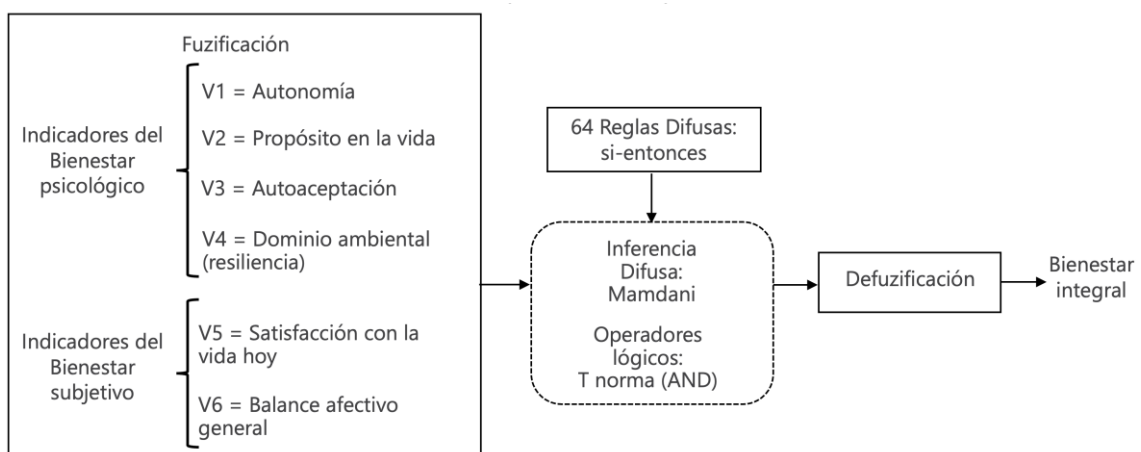 Fuzificación
Indicadores del
Bienestar
psicológico
V1 = Autonomía
V2 = Propósito en la vida
V3 = Autoaceptación
V4 = Dominio ambiental
(resiliencia)
Indicadores del
Bienestar
subjetivo
V5 = Satisfacción con la
vida hoy
V6 = Balance afectivo
general
64 Reglas Difusas:
si-entonces
Inferencia
Difusa:
Mamdani
Operadores
lógicos:
T norma (AND)
Defuzificación
Bienestar
integral